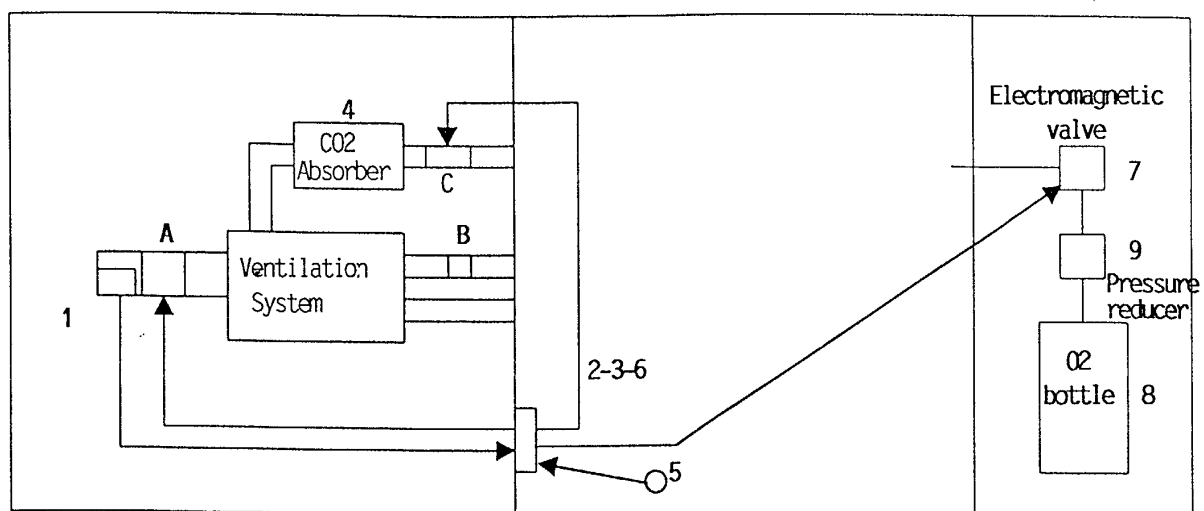 4
CO2
Absorber
C
A
B
Ventilation
System
1
2-3-6
5
Electromagnetic
valve
7
9
Pressure
reducer
O2
bottle
8